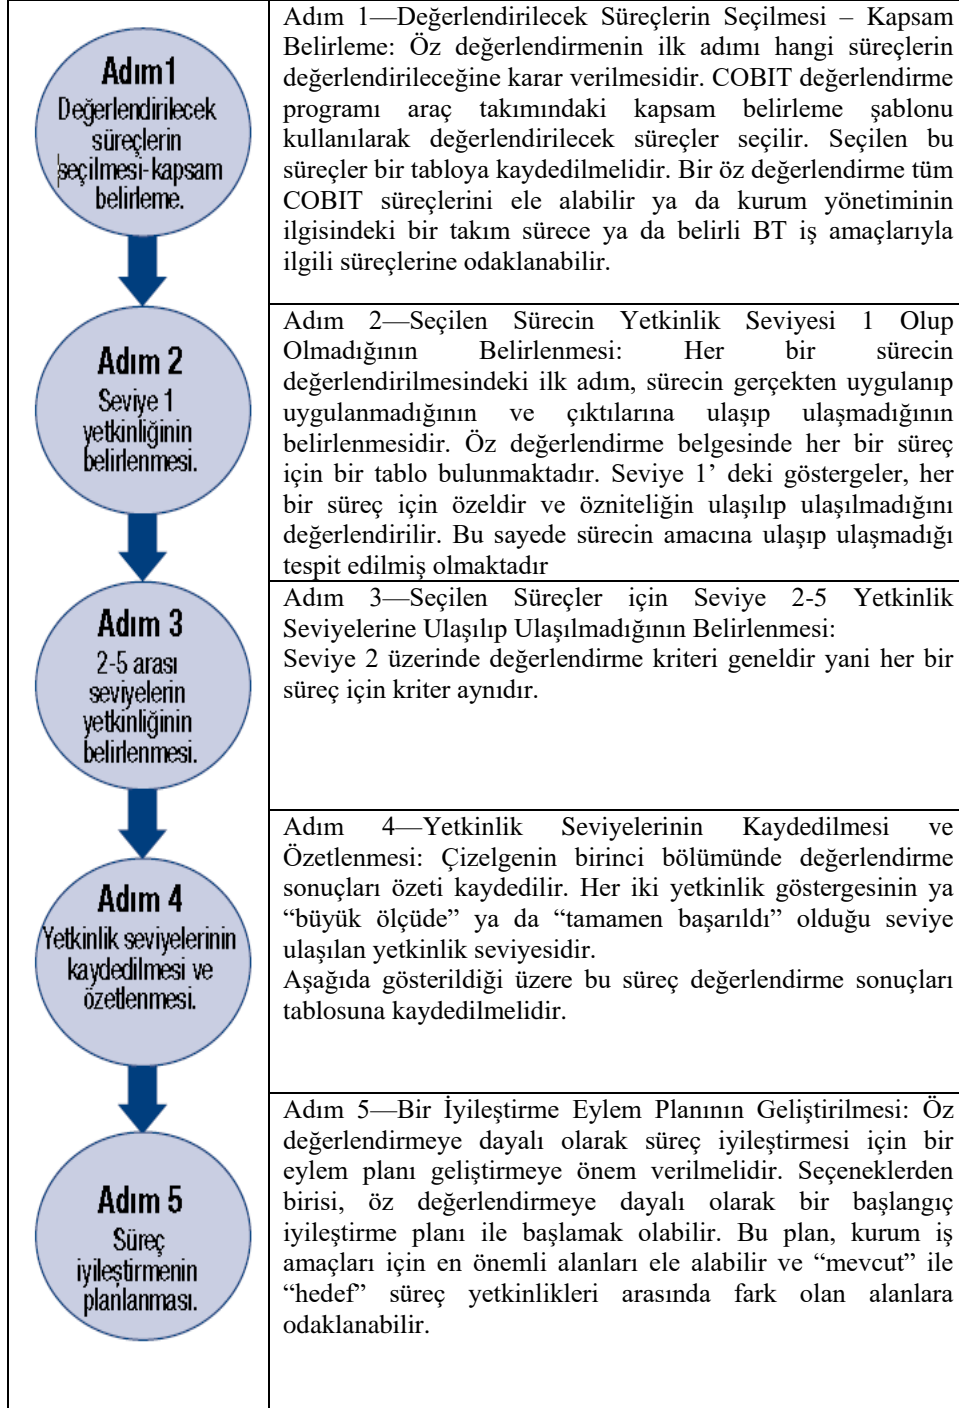 Adım1
Değerlendirilecek
süreçlerin
seçilmesi-kapsam
belirleme.
Adım 1—Değerlendirilecek Süreçlerin Seçilmesi – Kapsam
Belirleme: Öz değerlendirmenin ilk adımı hangi süreçlerin
değerlendirileceğine karar verilmesidir. COBIT değerlendirme
programı araç takımındaki kapsam belirleme şablonu
kullanılarak değerlendirilecek süreçler seçilir. Seçilen bu
süreçler bir tabloya kaydedilmelidir. Bir öz değerlendirme tüm
COBIT süreçlerini ele alabilir ya da kurum yönetiminin
ilgisindeki bir takım sürece ya da belirli BT iş amaçlarıyla
ilgili süreçlerine odaklanabilir.
Adım 2
Seviye 1
yetkinliğinin
belirlenmesi.
Adım 2—Seçilen Sürecin Yetkinlik Seviyesi 1 Olup
Olmadığının Belirlenmesi: Her bir sürecin
değerlendirilmesindeki ilk adım, sürecin gerçekten uygulanıp
uygulanmadığının ve çıktılarına ulaşıp ulaşmadığının
belirlenmesidir. Öz değerlendirme belgesinde her bir süreç
için bir tablo bulunmaktadır. Seviye 1’ deki göstergeler, her
bir süreç için özeldir ve özniteliğin ulaşılıp ulaşılmadığını
değerlendirilir. Bu sayede sürecin amacına ulaşıp ulaşmadığı
tespit edilmiş olmaktadır
Adım 3
2-5 arası
seviyelerin
yetkinliğinin
belirlenmesi.
Adım 3—Seçilen Süreçler için Seviye 2-5 Yetkinlik
Seviyelerine Ulaşılıp Ulaşılmadığının Belirlenmesi:
Seviye 2 üzerinde değerlendirme kriteri geneldir yani her bir
süreç için kriter aynıdır.
Adım 4
Yetkinlik seviyelerinin
kaydedilmesi ve
özetlenmesi.
Adım 4—Yetkinlik Seviyelerinin Kaydedilmesi ve
Özetlenmesi: Çizelgenin birinci bölümünde değerlendirme
sonuçları özeti kaydedilir. Her iki yetkinlik göstergesinin ya
“büyük ölçüde” ya da “tamamen başarıldı” olduğu seviye
ulaşılan yetkinlik seviyesidir.
Aşağıda gösterildiği üzere bu süreç değerlendirme sonuçları
tablosuna kaydedilmelidir.
Adım 5
Süreç
iyileştirmenin
planlanması.
Adım 5—Bir İyileştirme Eylem Planının Geliştirilmesi: Öz
değerlendirmeye dayalı olarak süreç iyileştirmesi için bir
eylem planı geliştirmeye önem verilmelidir. Seçeneklerden
birisi, öz değerlendirmeye dayalı olarak bir başlangıç
iyileştirme planı ile başlamak olabilir. Bu plan, kurum iş
amaçları için en önemli alanları ele alabilir ve “mevcut” ile
“hedef” süreç yetkinlikleri arasında fark olan alanlara
odaklanabilir.